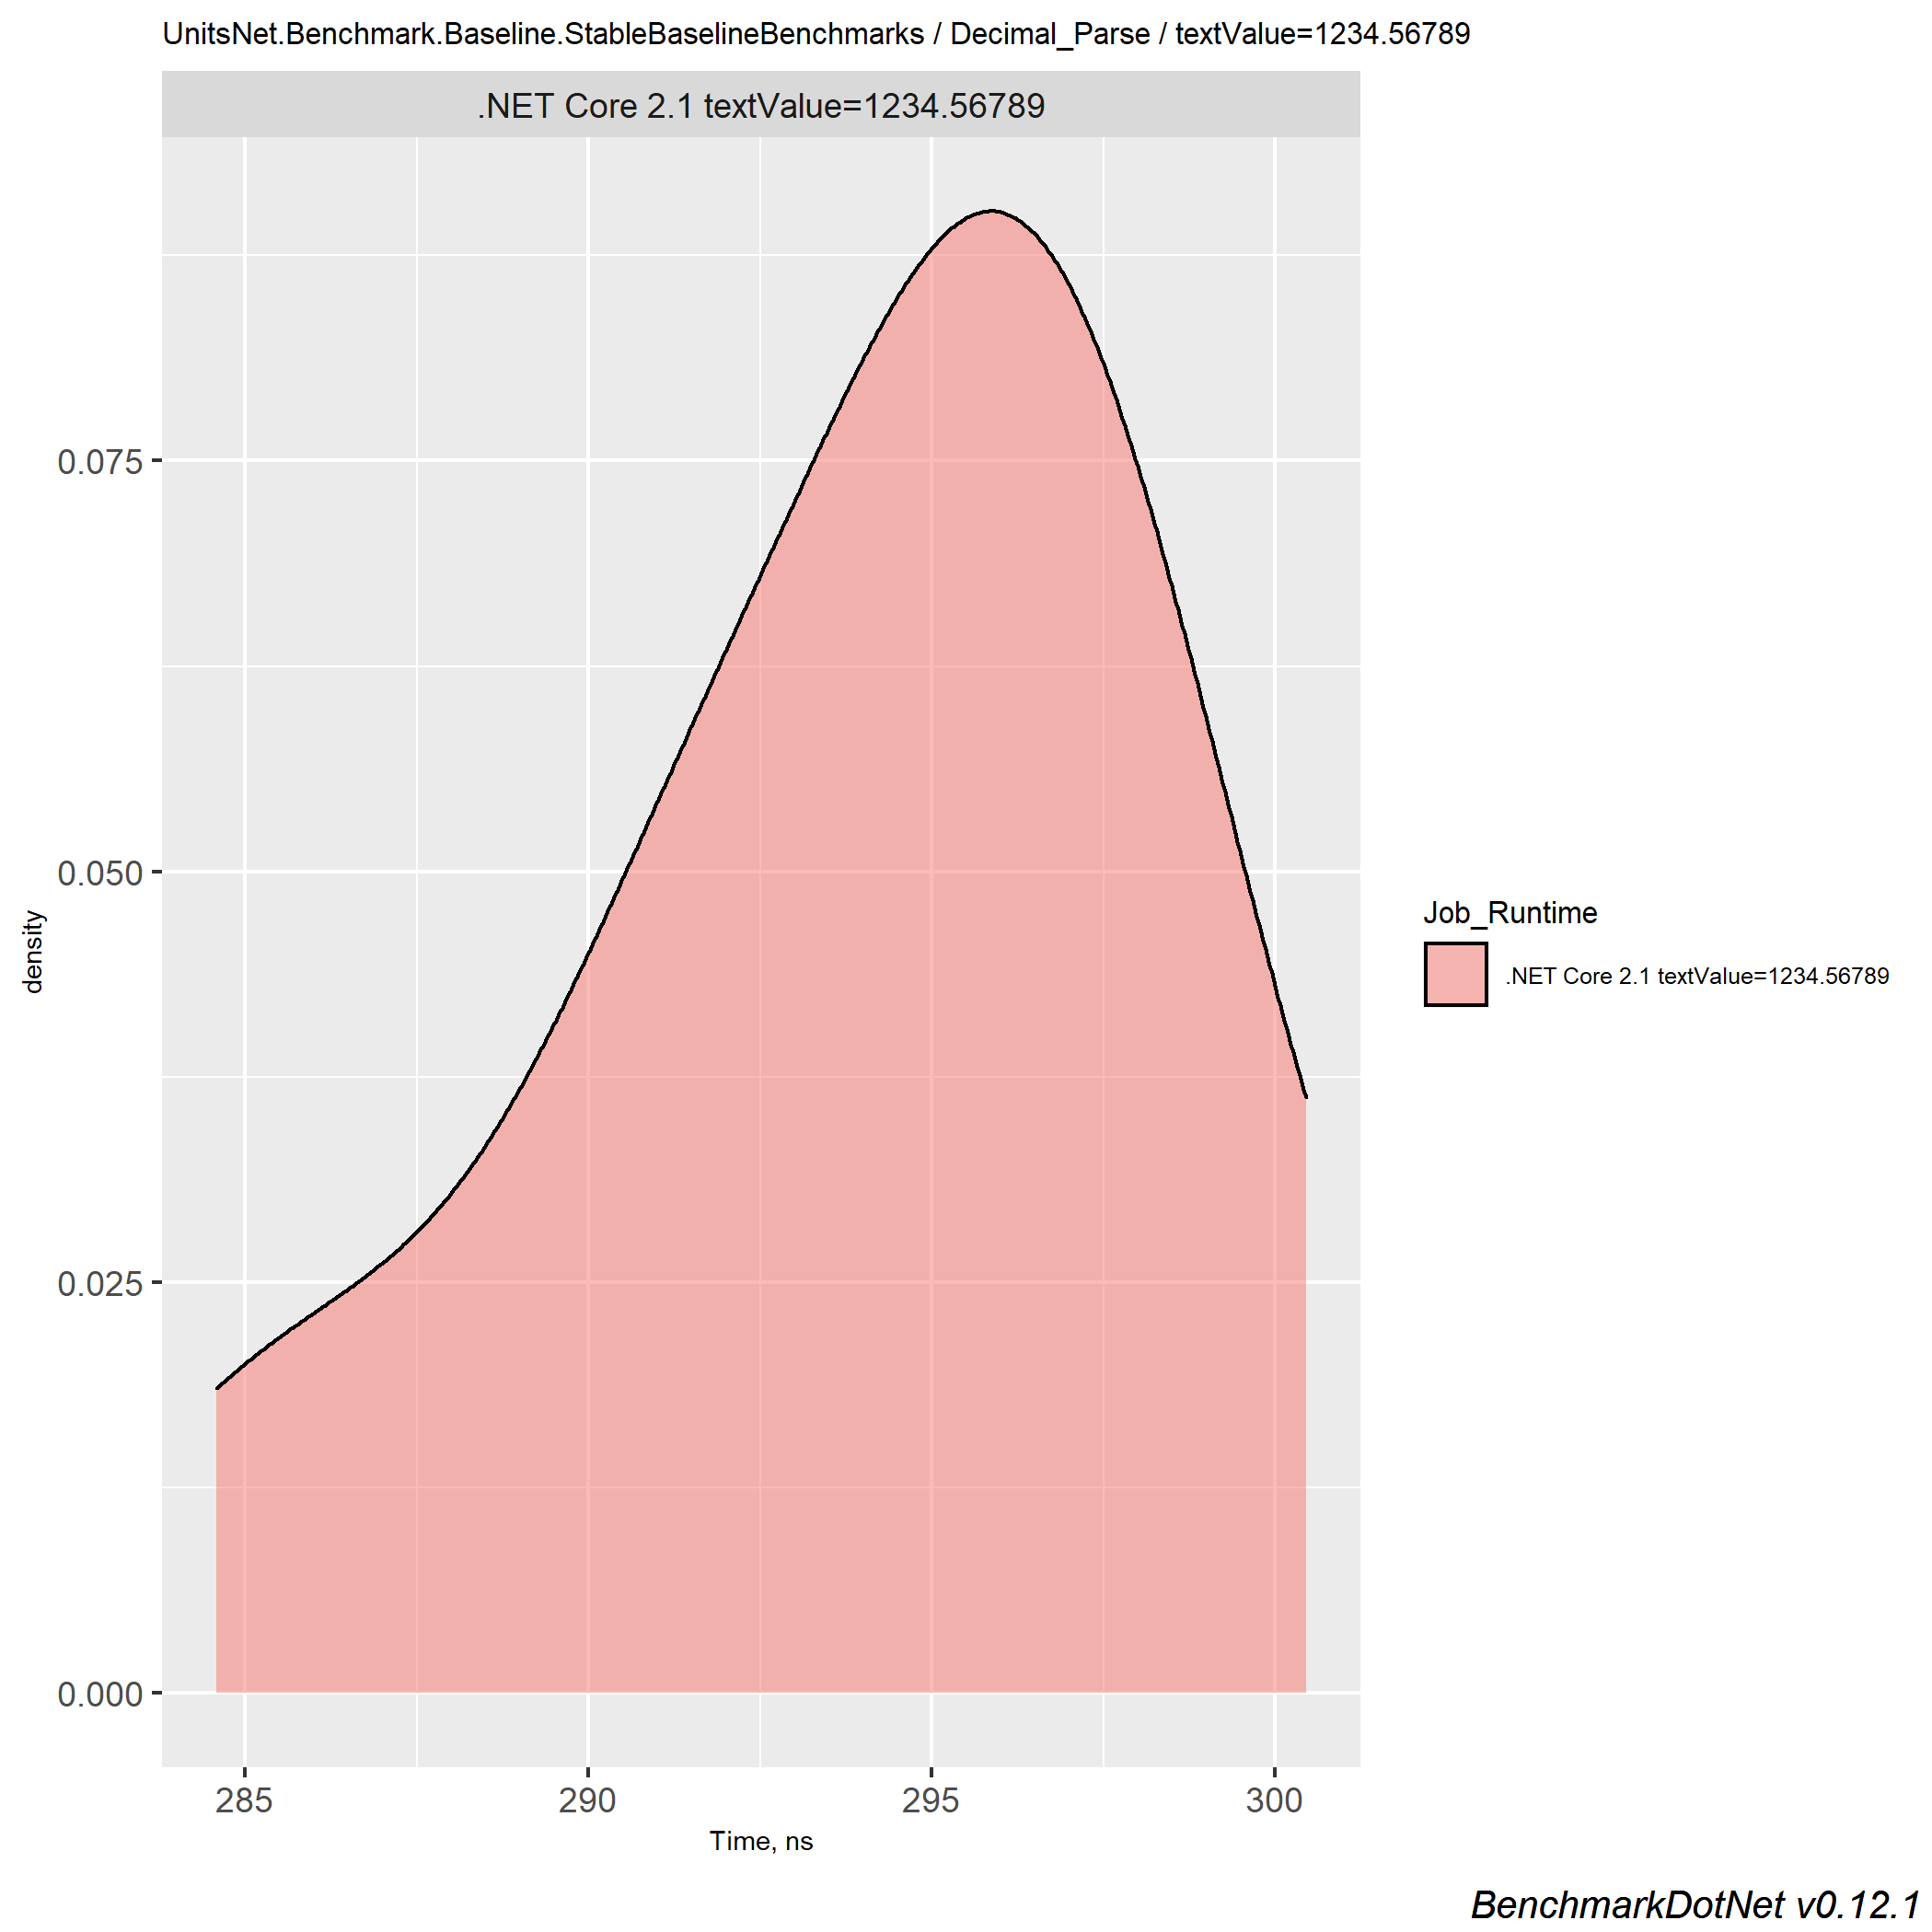 UnitsNet.Benchmark.Baseline.StableBaselineBenchmarks / Decimal_Parse / textValue=1234.56789
.NET Core 2.1 textValue=1234.56789
0.075
0.050
0.025
0.000
density
285 290 295 300
Time, ns
Job_Runtime
.NET Core 2.1 textValue=1234.56789
BenchmarkDotNet v0.12.1